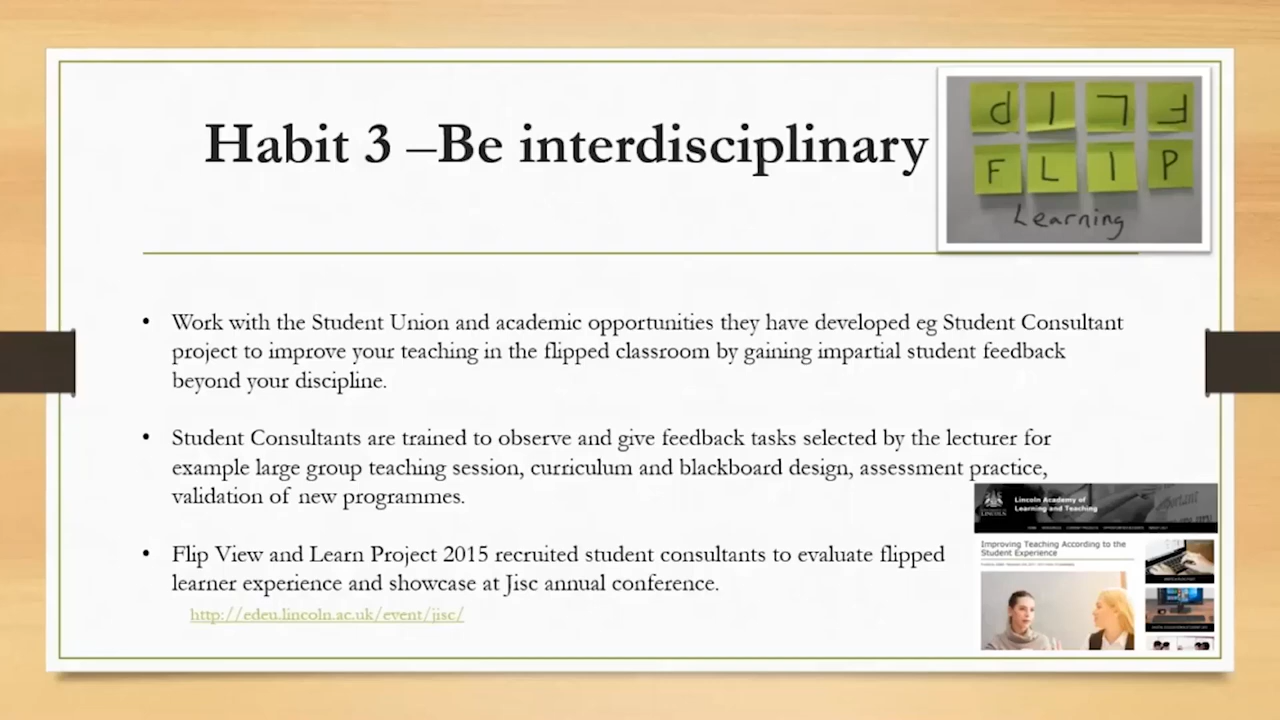 Habit 3 –Be interdisciplinary
F L I P
F L I P
Learning
• Work with the Student Union and academic opportunities they have developed eg Student Consultant
project to improve your teaching in the flipped classroom by gaining impartial student feedback
beyond your discipline.
• Student Consultants are trained to observe and give feedback tasks selected by the lecturer for
example large group teaching session, curriculum and blackboard design, assessment practice,
validation of new programmes.
• Flip View and Learn Project 2015 recruited student consultants to evaluate flipped
learner experience and showcase at Jisc annual conference.
http://edeu.lincoln.ac.uk/event/jisc/
Lincoln Academy of
Learning and Teaching
Improving Teaching According to the
Student Experience